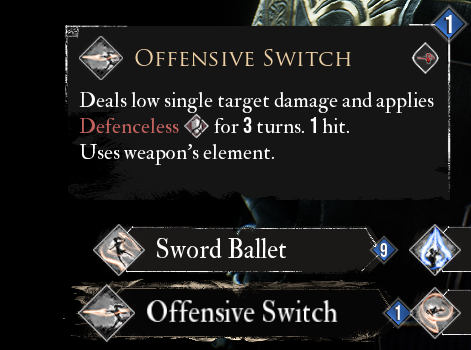 1
Offensive Switch
Deals low single target damage and applies
Defenceless for 3 turns. 1 hit.
Uses weapon's element.
Sword Ballet 9
Offensive Switch 1